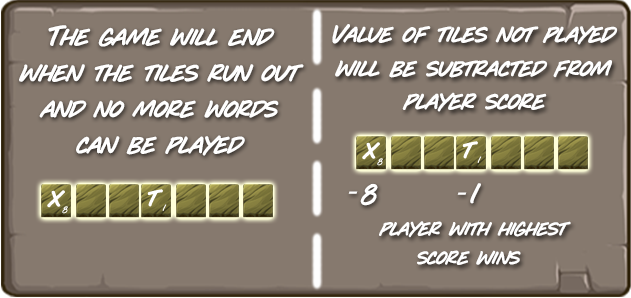 THE GAME WILL END
WHEN THE TILES RUN OUT
AND NO MORE WORDS
CAN BE PLAYED
X8 T1
VALUE OF TILES NOT PLAYED
WILL BE SUBTRACTED FROM
PLAYER SCORE
X8 T1
-8 -1
PLAYER WITH HIGHEST
SCORE WINS